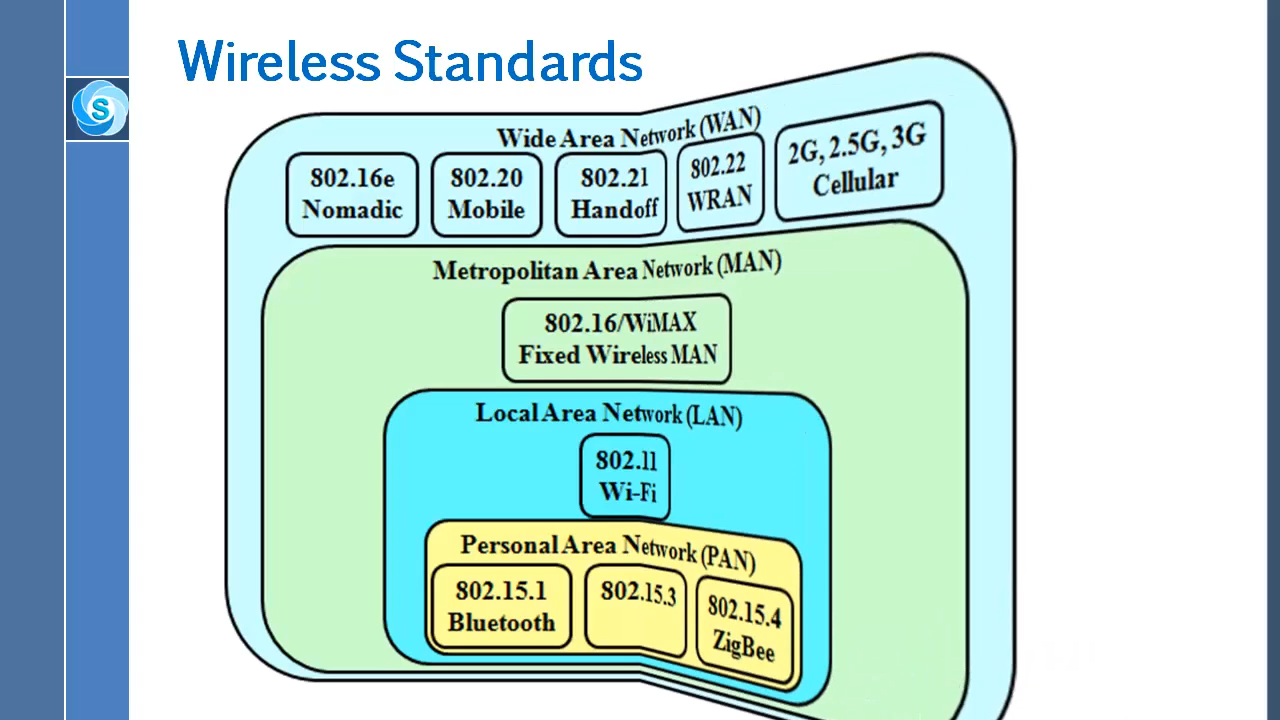 Wireless Standards
S
Wide Area Network (WAN)
802.16e
Nomadic
802.20
Mobile
802.21
Handoff
802.22
WRAN
2G, 2.5G, 3G
Cellular
Metropolitan Area Network (MAN)
802.16/WiMAX
Fixed Wireless MAN
Local Area Network (LAN)
802.11
Wi-Fi
Personal Area Network (PAN)
802.15.1
Bluetooth
802.15.3
802.15.4
ZigBee